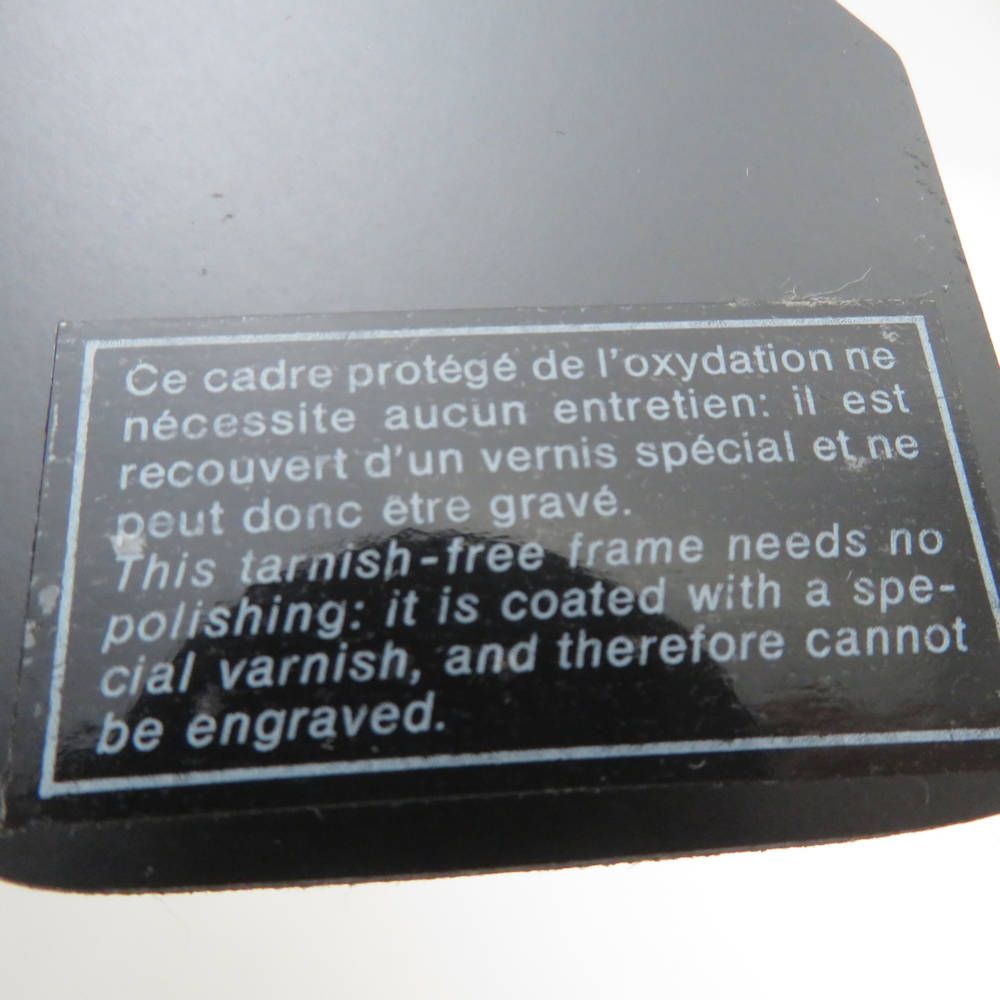 Ce cadre protégé de l'oxydation ne
nécessite aucun entretien: il est
recouvert d'un vernis spécial et ne
peut donc être gravé.
This tarnish-free frame needs no
polishing: it is coated with a spe-
cial varnish, and therefore cannot
be engraved.